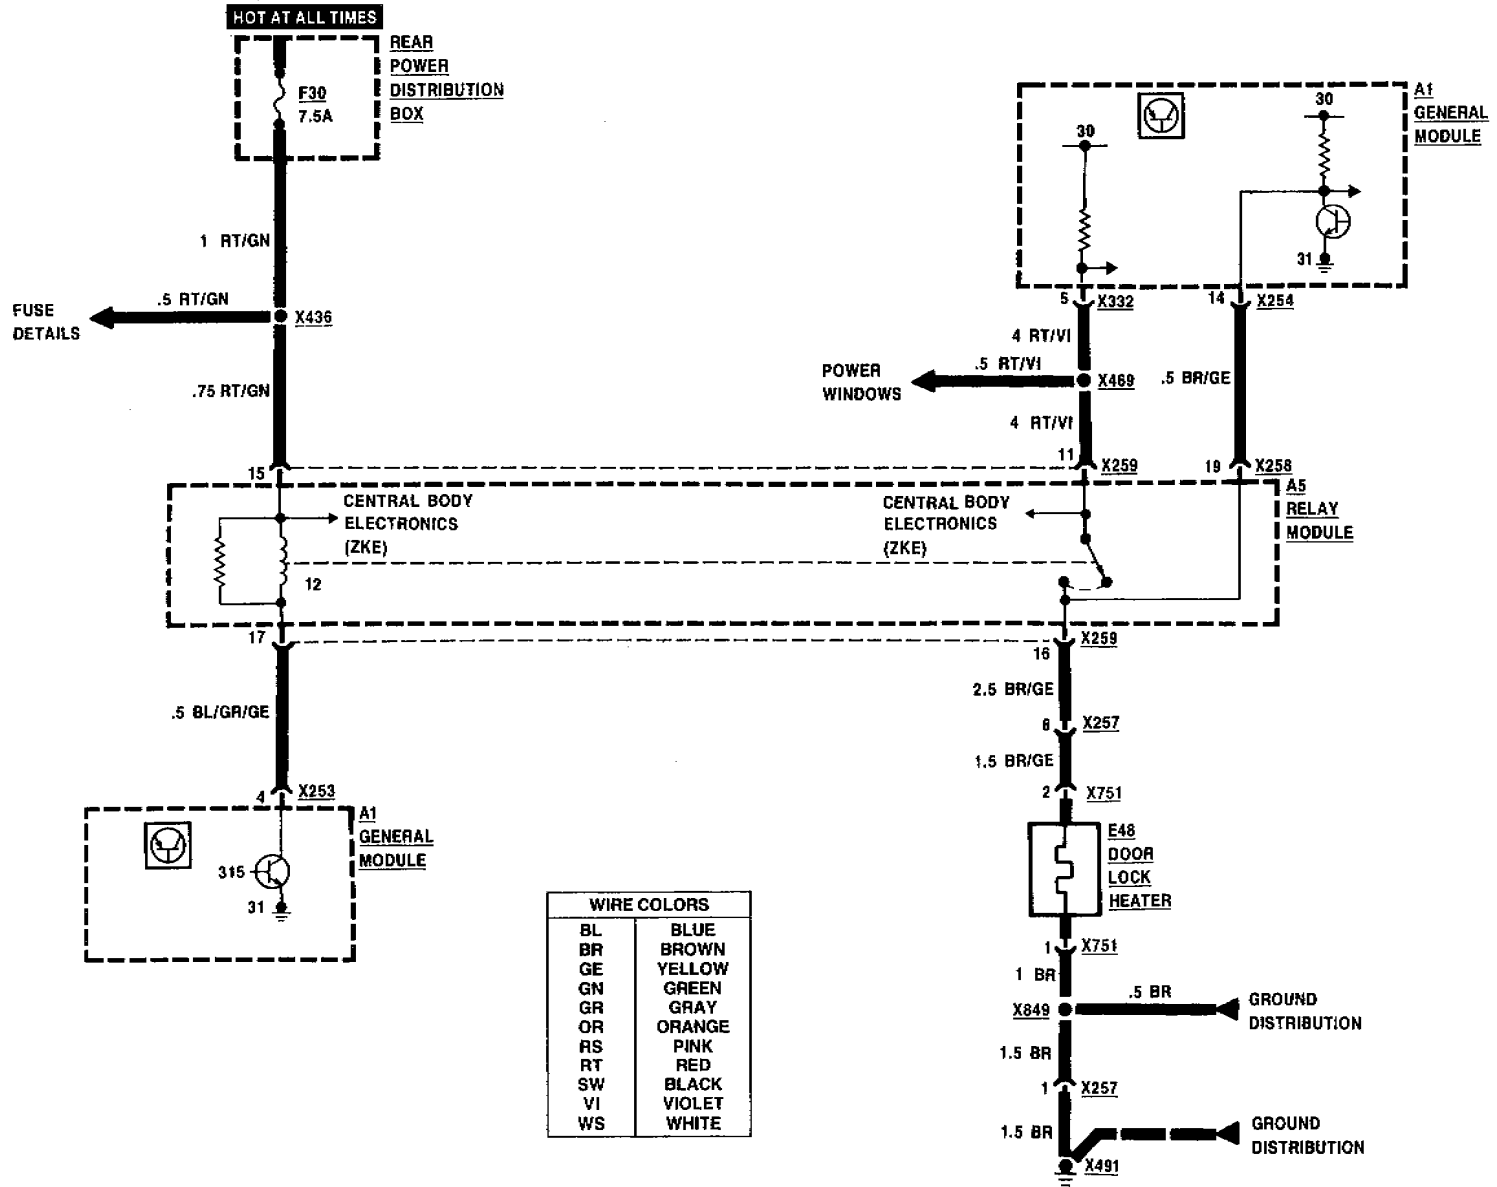 HOT AT ALL TIMES
REAR
POWER
DISTRIBUTION
BOX
F30
7.5A
1 RT/GN
.5 RT/GN
FUSE
DETAILS
X436
.75 RT/GN
15
A1
GENERAL
MODULE
30
30
31
5
X332
14
X254
4 RT/VI
.5 RT/VI
POWER
WINDOWS
X469
.5 BR/GE
4 RT/VI
11
X259
19
X258
A5
RELAY
MODULE
CENTRAL BODY
ELECTRONICS
(ZKE)
CENTRAL BODY
ELECTRONICS
(ZKE)
12
17
X259
16
.5 BL/GR/GE
2.5 BR/GE
6
X257
1.5 BR/GE
4
X253
2
X751
A1
GENERAL
MODULE
315
31
E48
DOOR
LOCK
HEATER
1
X751
1 BR
.5 BR
X849
GROUND
DISTRIBUTION
1.5 BR
1
X257
1.5 BR
GROUND
DISTRIBUTION
X491
WIRE COLORS
BL BLUE
BR BROWN
GE YELLOW
GN GREEN
GR GRAY
OR ORANGE
RS PINK
RT RED
SW BLACK
VI VIOLET
WS WHITE